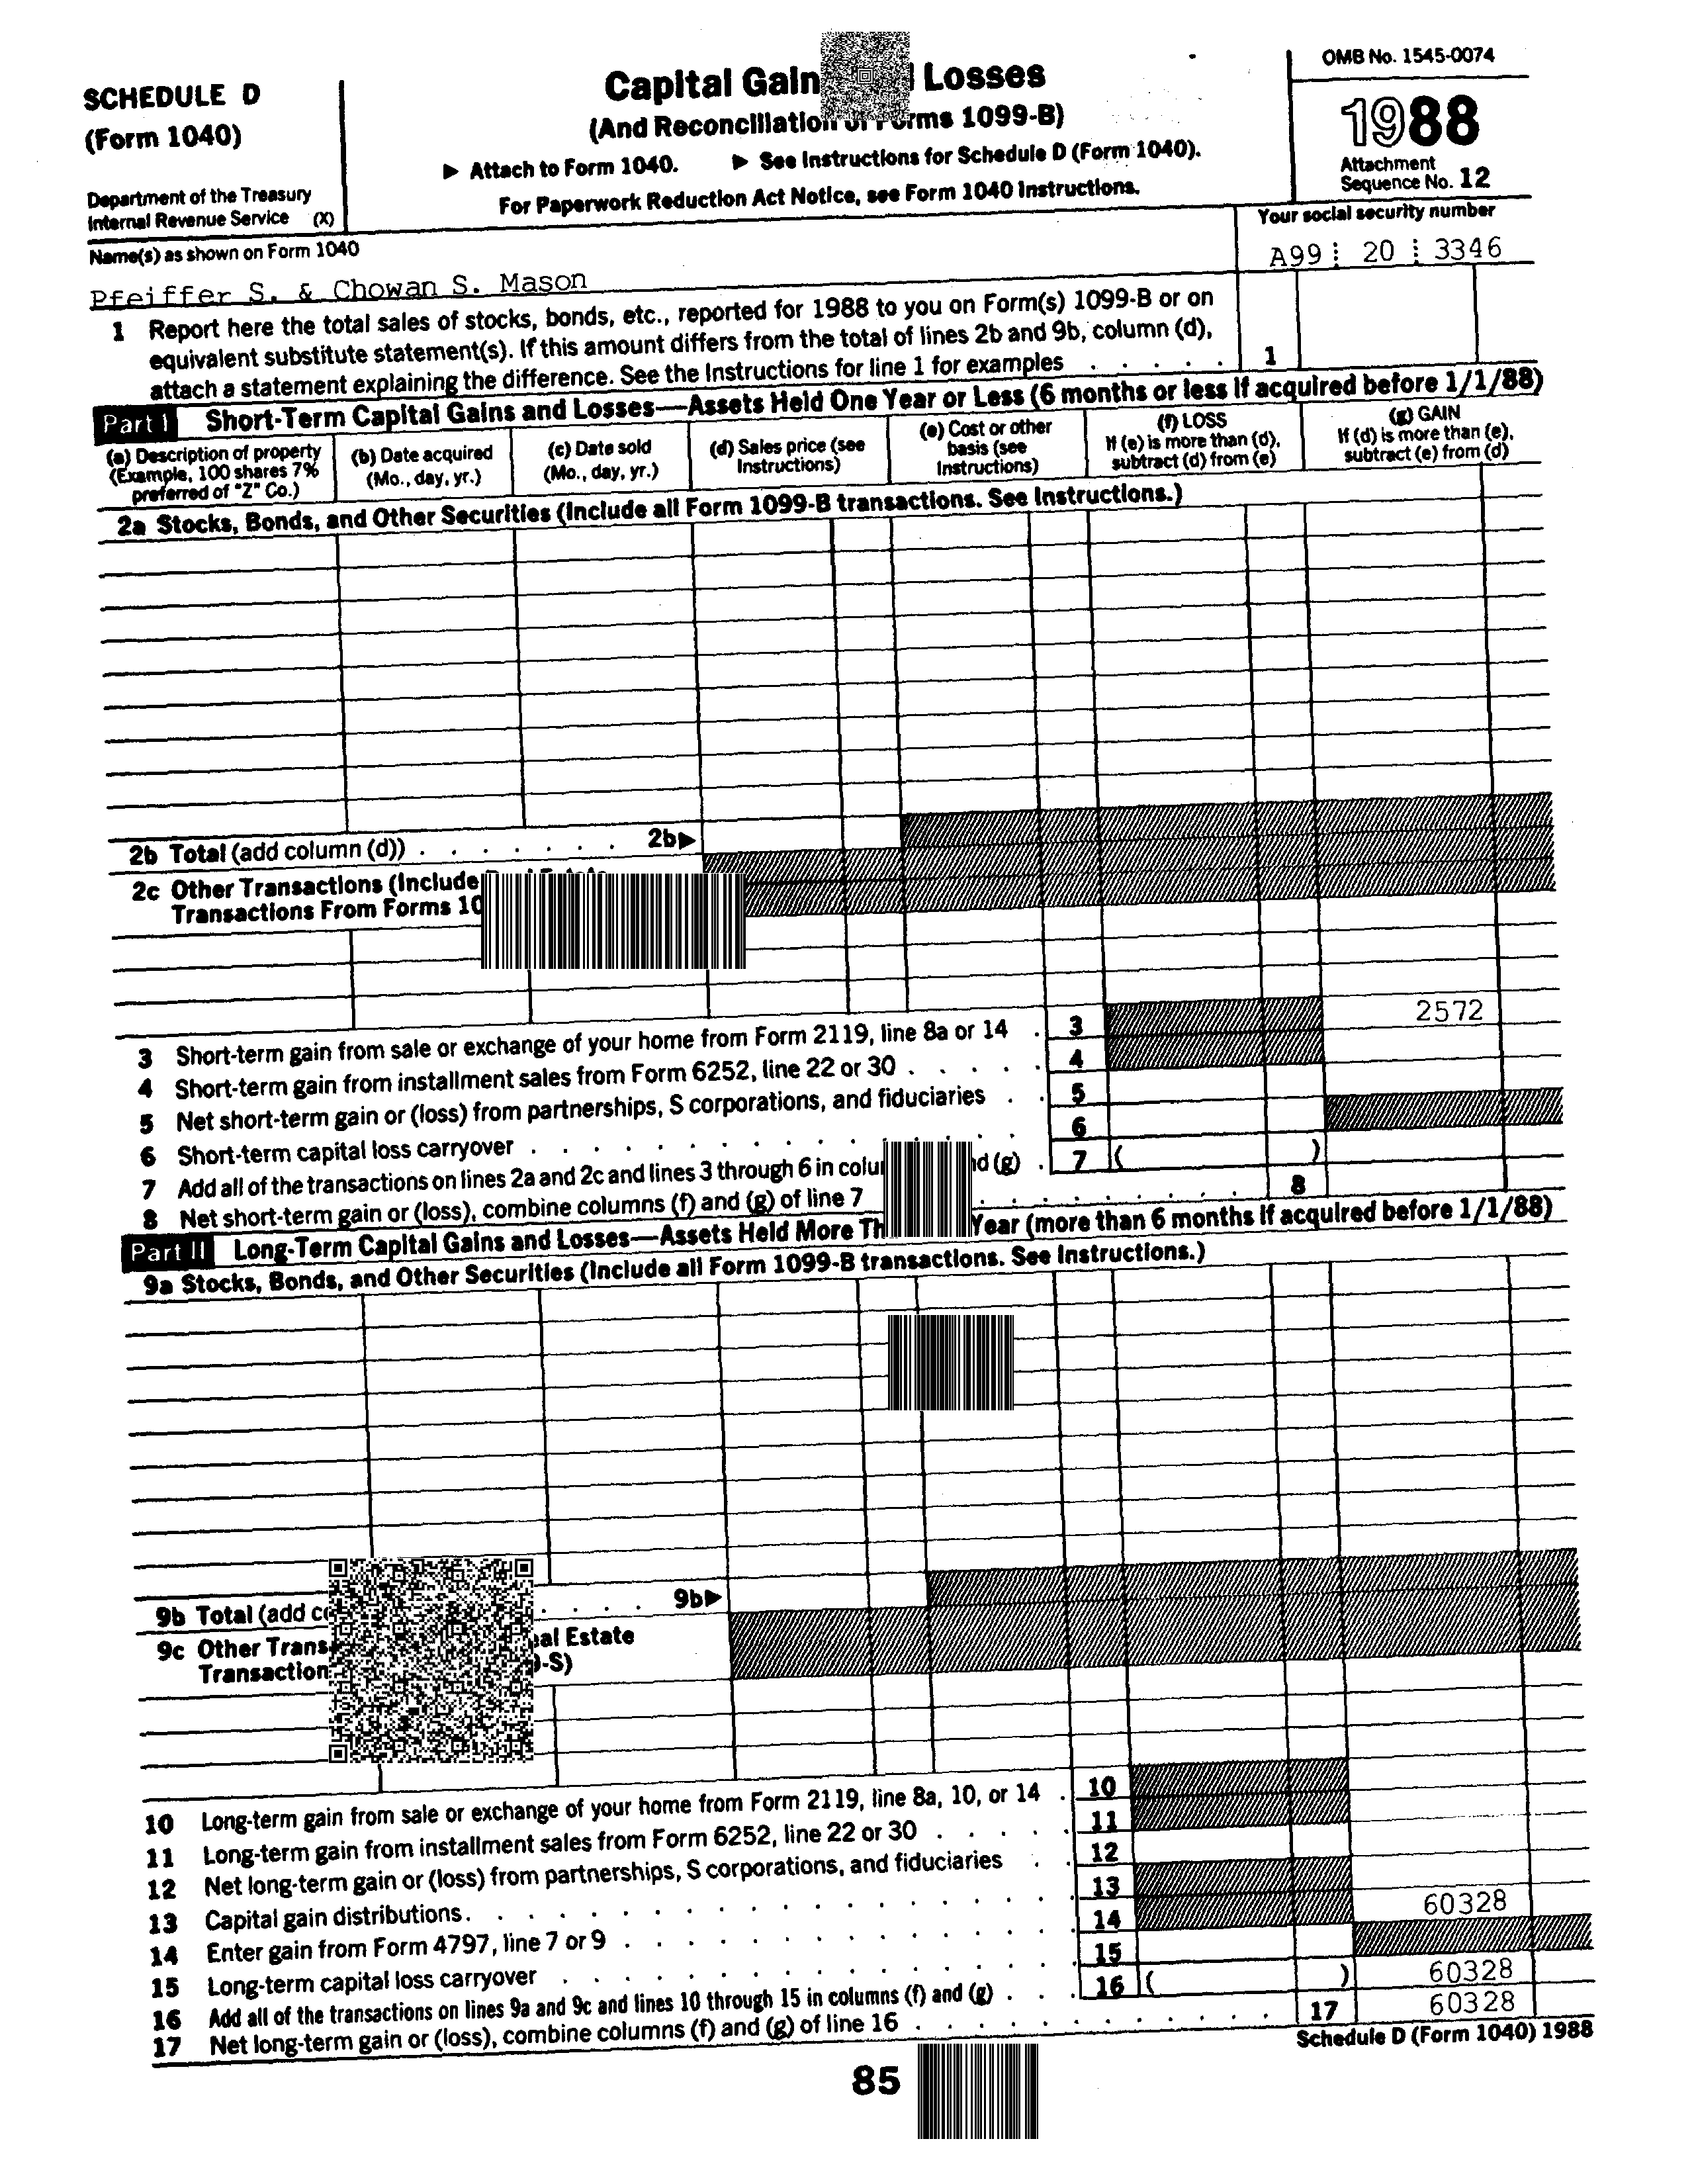 SCHEDULE D
(Form 1040)
Department of the Treasury
Internal Revenue Service (X)
Capital Gain Losses
(And Reconciliation of Forms 1099-B)
▶ Attach to Form 1040. ▶ See Instructions for Schedule D (Form 1040).
For Paperwork Reduction Act Notice, see Form 1040 Instructions.
OMB No. 1545-0074
1988
Attachment
Sequence No. 12
Name(s) as shown on Form 1040
Your social security number
Pfeiffer S. & Chowan S. Mason
A99 20 3346
1 Report here the total sales of stocks, bonds, etc., reported for 1988 to you on Form(s) 1099-B or on
equivalent substitute statement(s). If this amount differs from the total of lines 2b and 9b, column (d),
attach a statement explaining the difference. See the Instructions for line 1 for examples . . . . . 1
Part I Short-Term Capital Gains and Losses—Assets Held One Year or Less (6 months or less if acquired before 1/1/88)
(a) Description of property
(Example, 100 shares 7%
preferred of "Z" Co.)
(b) Date acquired
(Mo., day, yr.)
(c) Date sold
(Mo., day, yr.)
(d) Sales price (see
Instructions)
(e) Cost or other
basis (see
Instructions)
(f) LOSS
If (e) is more than (d),
subtract (d) from (e)
(g) GAIN
If (d) is more than (e),
subtract (e) from (d)
2a Stocks, Bonds, and Other Securities (Include all Form 1099-B transactions. See Instructions.)
2b Total (add column (d)) . . . . . . . 2b▶
2c Other Transactions (Include
Transactions From Forms 10
3 Short-term gain from sale or exchange of your home from Form 2119, line 8a or 14 . 3 2572
4 Short-term gain from installment sales from Form 6252, line 22 or 30 . . . . . 4
5 Net short-term gain or (loss) from partnerships, S corporations, and fiduciaries . . 5
6 Short-term capital loss carryover . . . . . . . . . . . . . . 6
7 Add all of the transactions on lines 2a and 2c and lines 3 through 6 in colu nd (g) . 7 ( )
8 Net short-term gain or (loss), combine columns (f) and (g) of line 7 . . . . . . . . 8
Part II Long-Term Capital Gains and Losses—Assets Held More Th Year (more than 6 months if acquired before 1/1/88)
9a Stocks, Bonds, and Other Securities (Include all Form 1099-B transactions. See Instructions.)
9b Total (add c . . . . 9b▶
9c Other Trans eal Estate
Transaction 9-S)
10 Long-term gain from sale or exchange of your home from Form 2119, line 8a, 10, or 14 . 10
11 Long-term gain from installment sales from Form 6252, line 22 or 30 . . . . . 11
12 Net long-term gain or (loss) from partnerships, S corporations, and fiduciaries . . 12
13 Capital gain distributions. . . . . . . . . . . . . . . . . 13
14 Enter gain from Form 4797, line 7 or 9 . . . . . . . . . . . . 14 60328
15 Long-term capital loss carryover . . . . . . . . . . . . . . 15
16 Add all of the transactions on lines 9a and 9c and lines 10 through 15 in columns (f) and (g) . . . 16 ( ) 60328
17 Net long-term gain or (loss), combine columns (f) and (g) of line 16 . . . . . . . . . . 17 60328
Schedule D (Form 1040) 1988
85